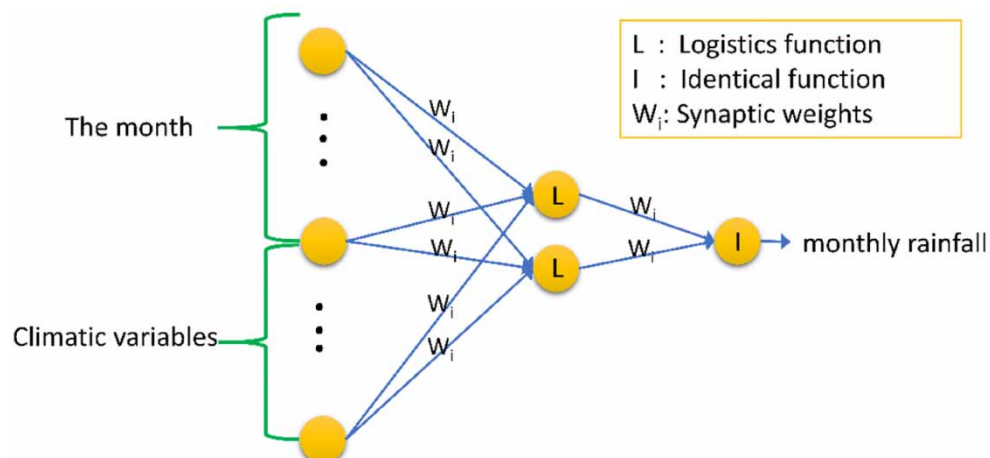 L : Logistics function
I : Identical function
Wi: Synaptic weights
The month
Wi
Wi
Wi
Wi
Wi
Wi
L
L
Wi
Wi
I
monthly rainfall
Climatic variables